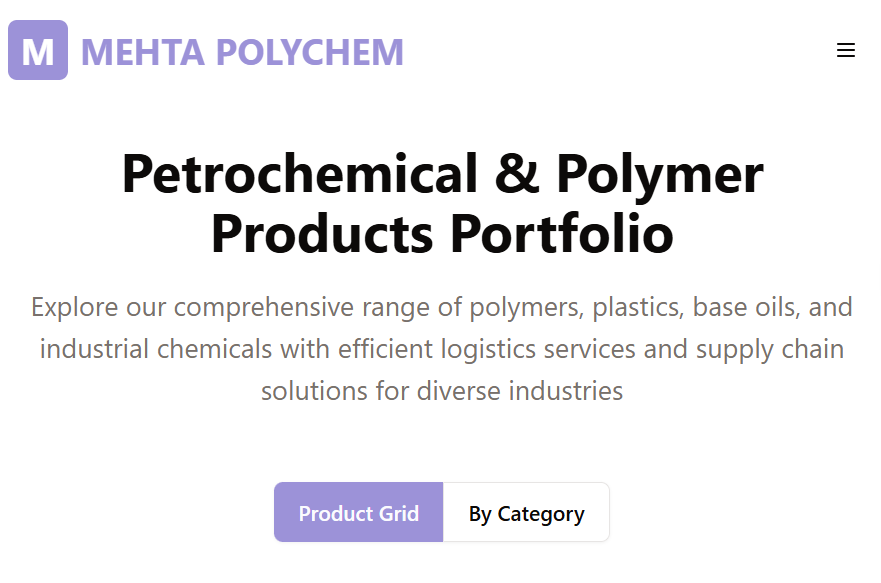 M MEHTA POLYCHEM
Petrochemical & Polymer
Products Portfolio
Explore our comprehensive range of polymers, plastics, base oils, and
industrial chemicals with efficient logistics services and supply chain
solutions for diverse industries
Product Grid By Category